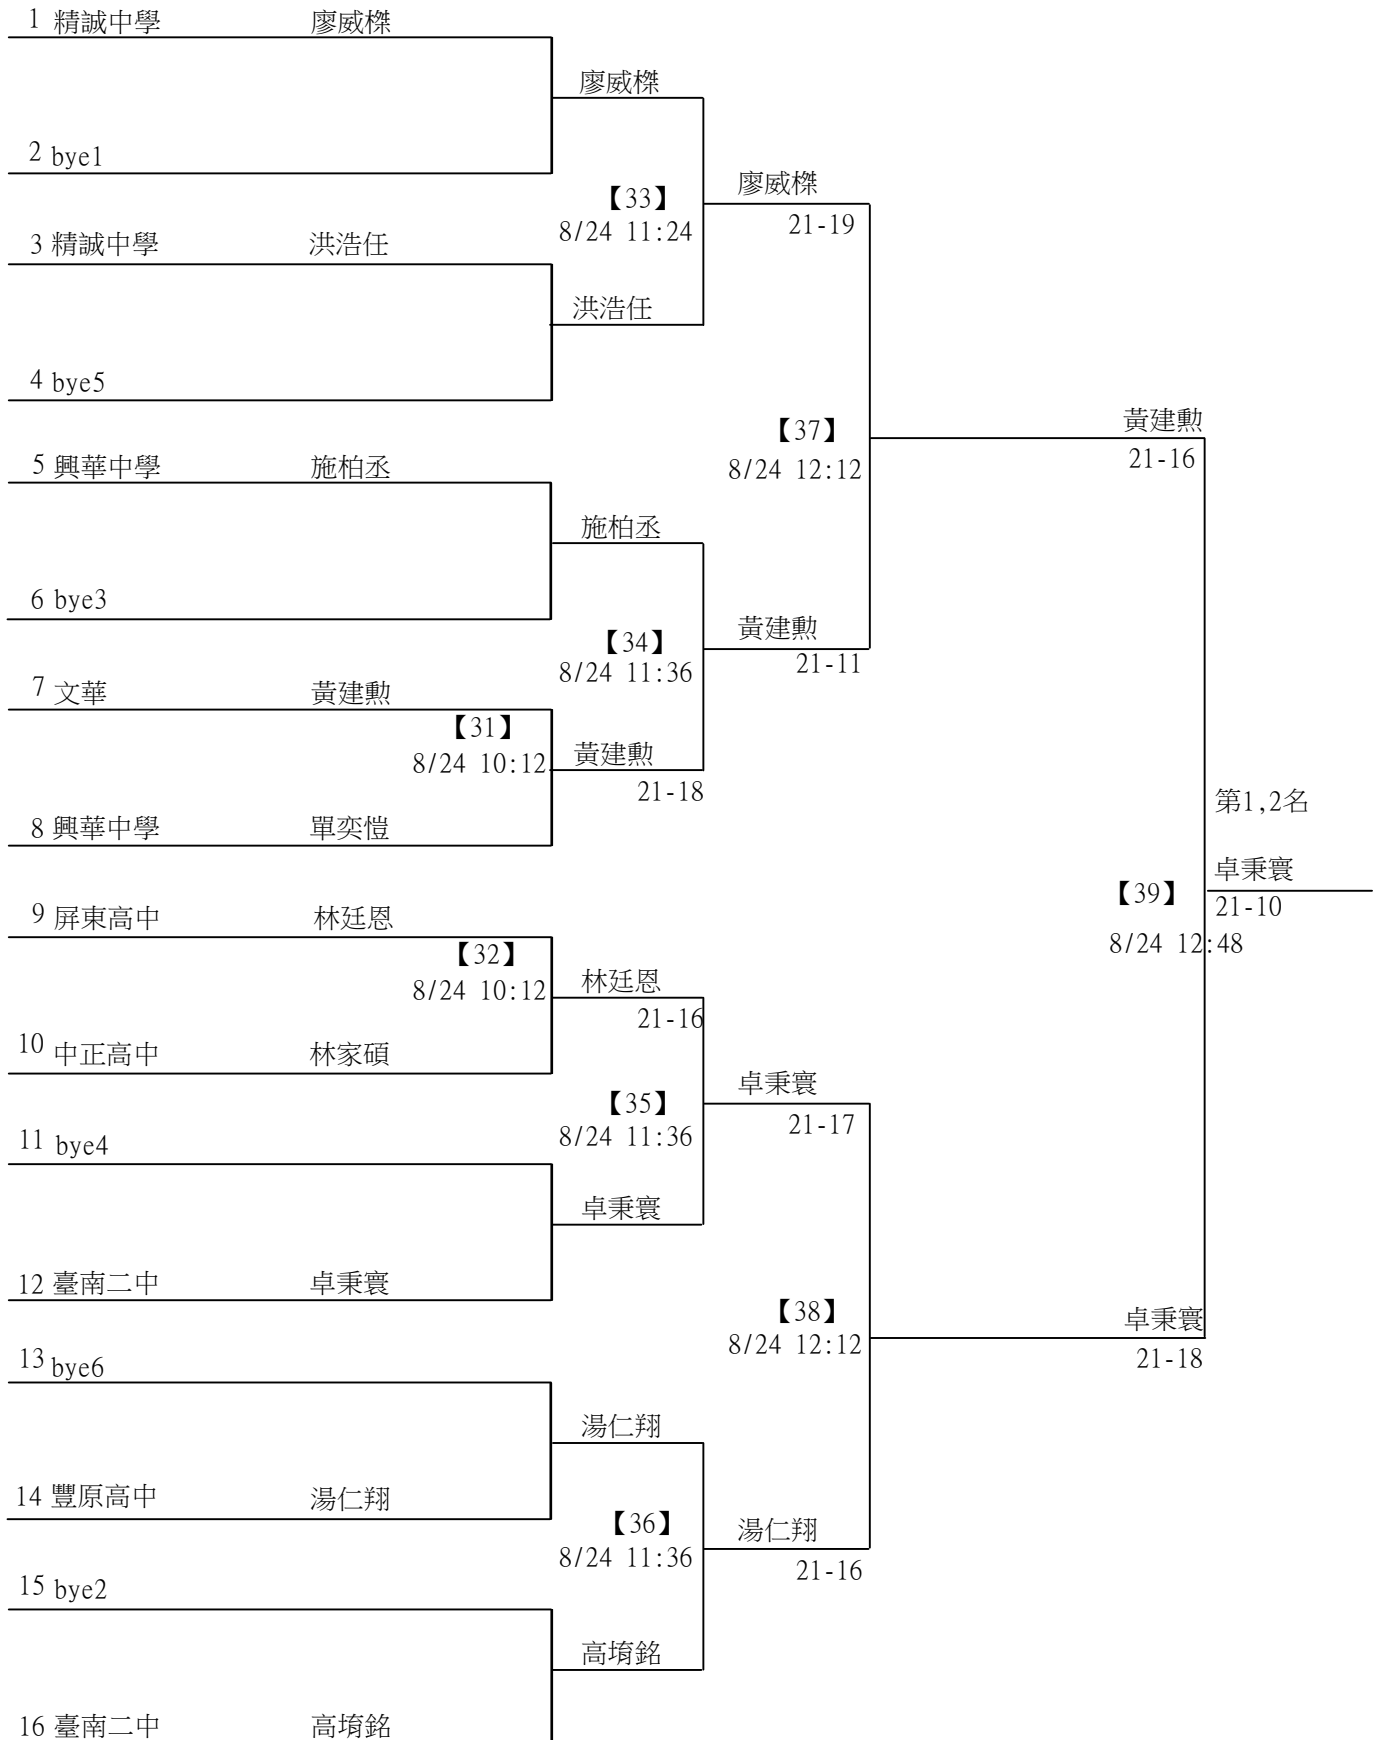 1 精誠中學 廖威榤
廖威榤
2 bye1
廖威榤
【33】
21-19
8/24 11:24
3 精誠中學 洪浩任
洪浩任
4 bye5
黃建勳
【37】
21-16
5 興華中學 施柏丞
8/24 12:12
施柏丞
6 bye3
黃建勳
【34】
21-11
8/24 11:36
7 文華 黃建勳
【31】
8/24 10:12
黃建勳
21-18
第1,2名
8 興華中學 單奕愷
卓秉寰
【39】
21-10
9 屏東高中 林廷恩
8/24 12:48
【32】
8/24 10:12
林廷恩
21-16
10 中正高中 林家碩
卓秉寰
【35】
21-17
8/24 11:36
11 bye4
卓秉寰
12 臺南二中 卓秉寰
【38】
卓秉寰
8/24 12:12
21-18
13 bye6
湯仁翔
14 豐原高中 湯仁翔
【36】
湯仁翔
8/24 11:36
21-16
15 bye2
高堉銘
16 臺南二中 高堉銘